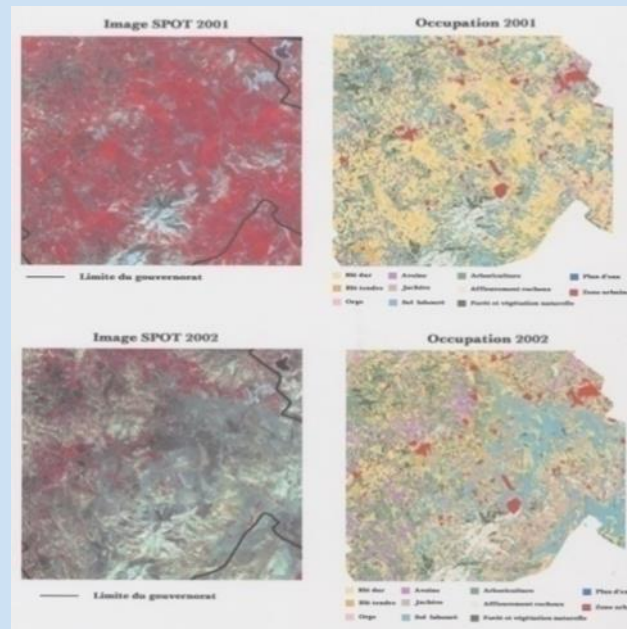 Image SPOT 2001
Occupation 2001
Limite du gouvernorat
Blé dur
Avoine
Arboriculture
Plan d'eau
Blé tendre
Jachère
Affleurement rocheux
Zone urbaine
Orge
Sol labouré
Forêt et végétation naturelle
Image SPOT 2002
Occupation 2002
Limite du gouvernorat
Blé dur
Avoine
Arboriculture
Plan d'eau
Blé tendre
Jachère
Affleurement rocheux
Zone urbaine
Orge
Sol labouré
Forêt et végétation naturelle